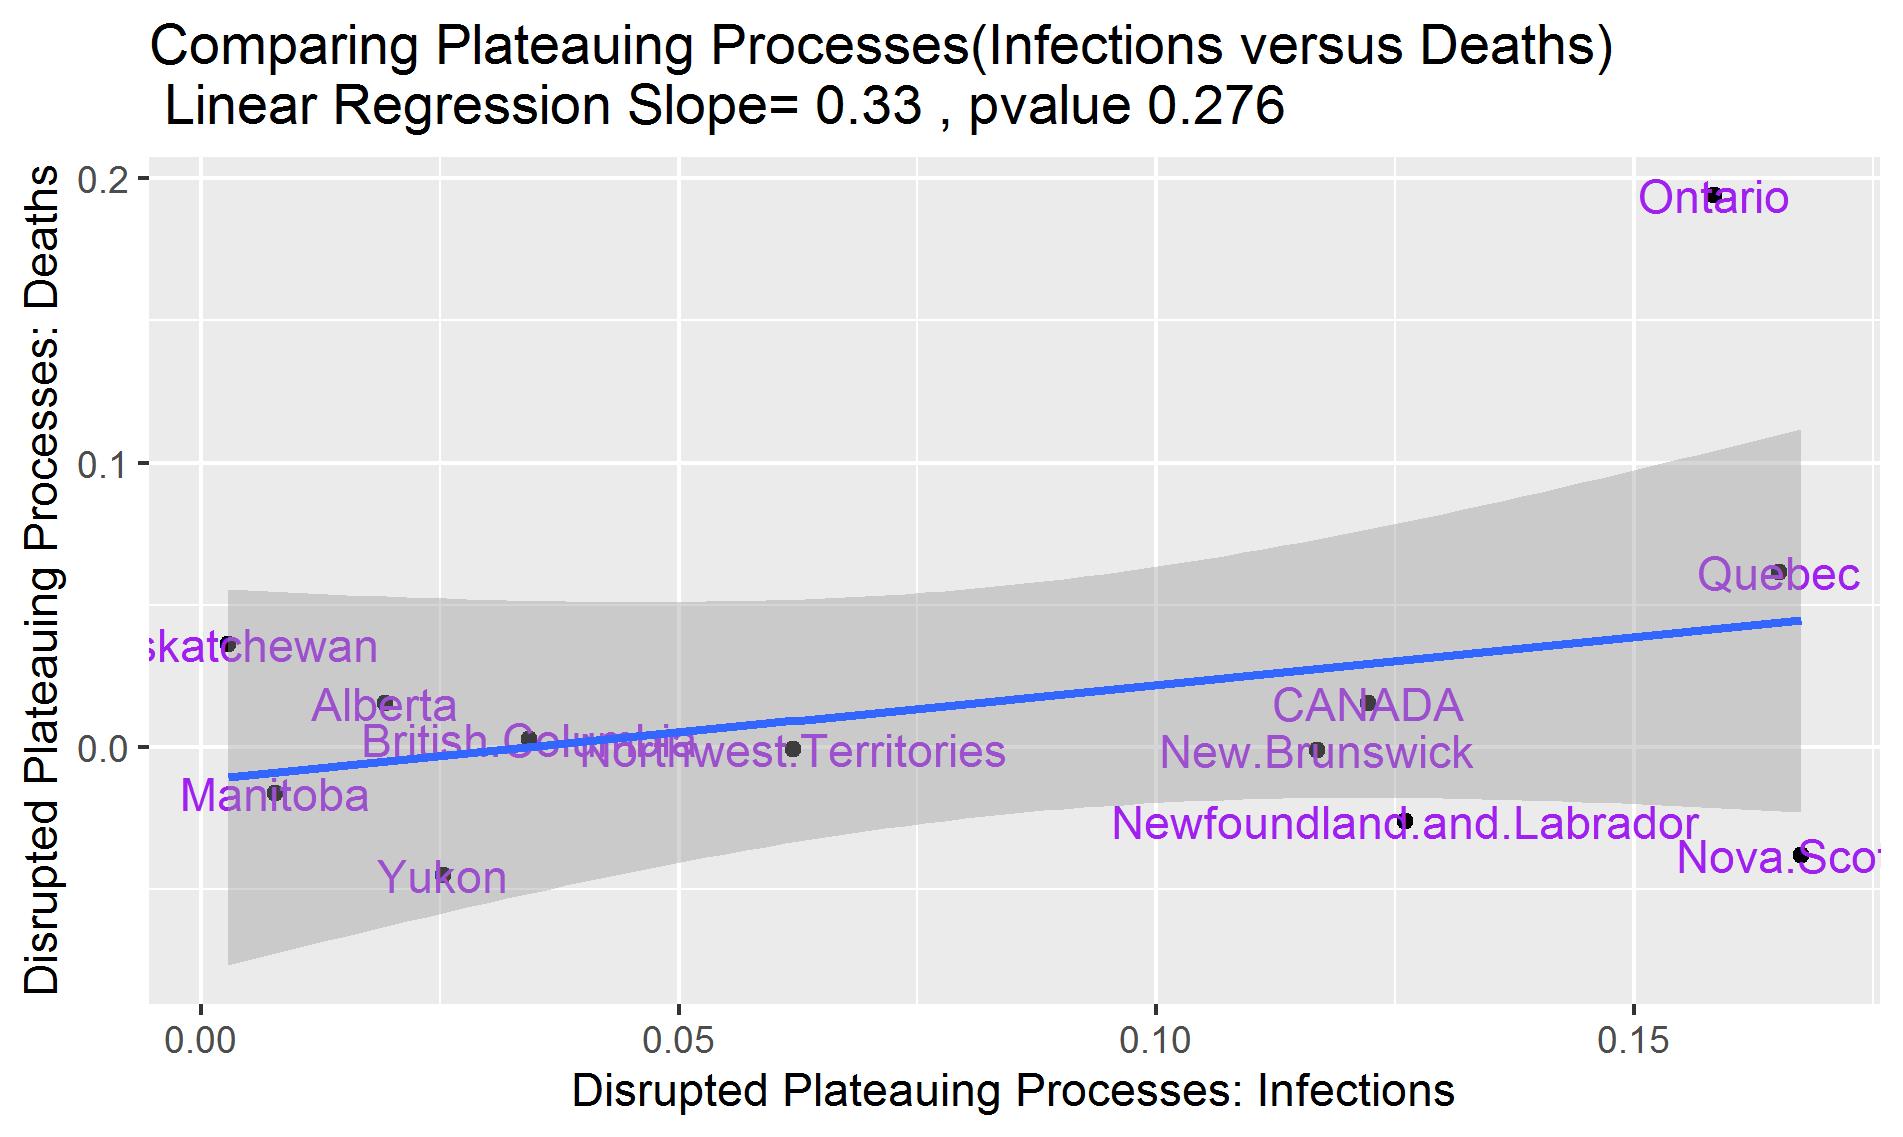 Comparing Plateauing Processes(Infections versus Deaths)
Linear Regression Slope= 0.33 , pvalue 0.276
Disrupted Plateauing Processes: Deaths
0.2
0.1
0.0
Ontario
Quebec
skatchewan
Alberta
CANADA
British.Columbia
Northwest.Territories
New.Brunswick
Manitoba
Newfoundland.and.Labrador
Nova.Scot
Yukon
0.00
0.05
0.10
0.15
Disrupted Plateauing Processes: Infections